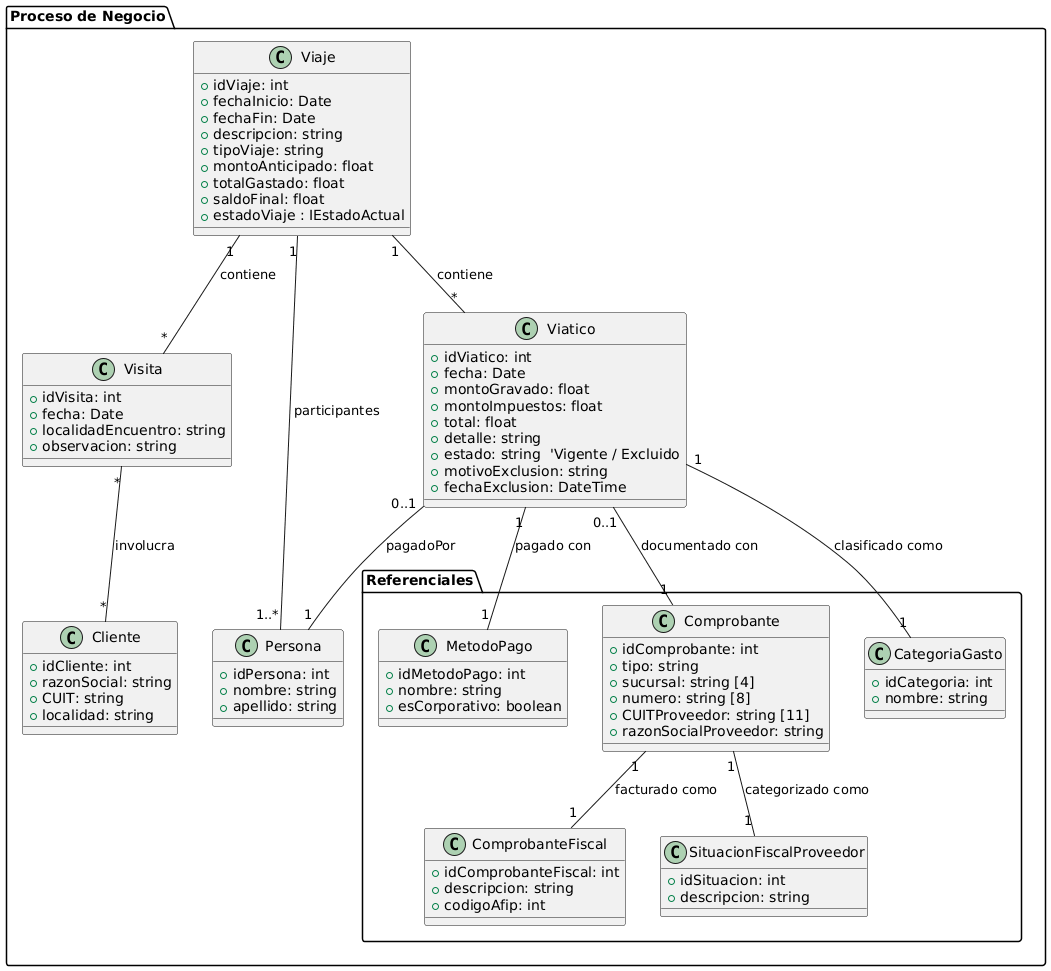 Proceso de Negocio
C Viaje
idViaje: int
fechaInicio: Date
fechaFin: Date
descripcion: string
tipoViaje: string
montoAnticipado: float
totalGastado: float
saldoFinal: float
estadoViaje : IEstadoActual
1
1
1
contiene
contiene
*
*
C Viatico
idViatico: int
fecha: Date
montoGravado: float
montoImpuestos: float
total: float
detalle: string
estado: string  'Vigente / Excluido
motivoExclusion: string
fechaExclusion: DateTime
C Visita
idVisita: int
fecha: Date
localidadEncuentro: string
observacion: string
participantes
*
involucra
*
0..1
1
0..1
1
pagadoPor
pagado con
documentado con
clasificado como
1..*
1
1
1
1
Referenciales
C Cliente
idCliente: int
razonSocial: string
CUIT: string
localidad: string
C Persona
idPersona: int
nombre: string
apellido: string
C MetodoPago
idMetodoPago: int
nombre: string
esCorporativo: boolean
C Comprobante
idComprobante: int
tipo: string
sucursal: string [4]
numero: string [8]
CUITProveedor: string [11]
razonSocialProveedor: string
C CategoriaGasto
idCategoria: int
nombre: string
1
1
facturado como
categorizado como
1
1
C ComprobanteFiscal
idComprobanteFiscal: int
descripcion: string
codigoAfip: int
C SituacionFiscalProveedor
idSituacion: int
descripcion: string